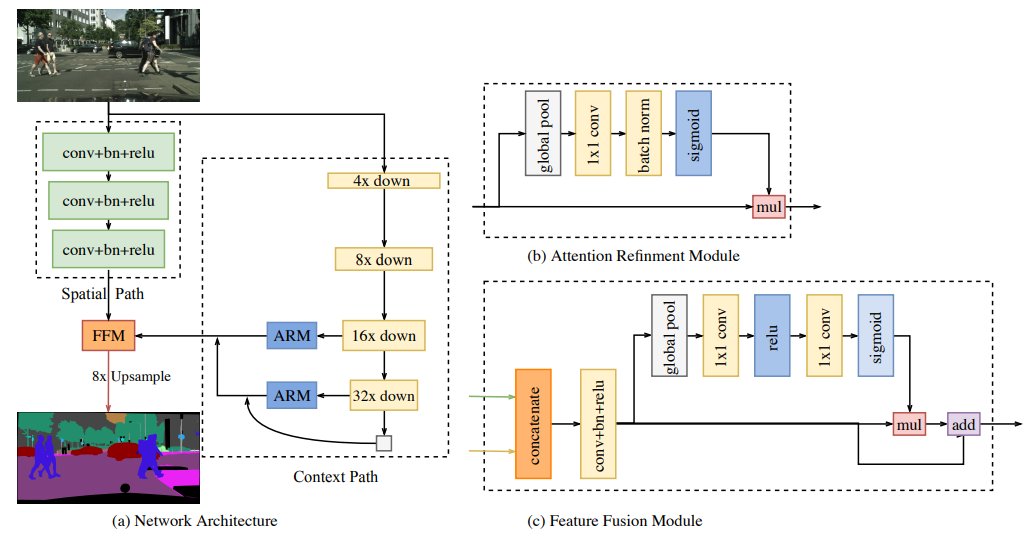 conv+bn+relu
conv+bn+relu
conv+bn+relu
Spatial Path
FFM
8x Upsample
4x down
8x down
16x down
32x down
ARM
ARM
Context Path
(a) Network Architecture
global pool
1x1 conv
batch norm
sigmoid
mul
(b) Attention Refinment Module
concatenate
conv+bn+relu
global pool
1x1 conv
relu
1x1 conv
sigmoid
mul
add
(c) Feature Fusion Module